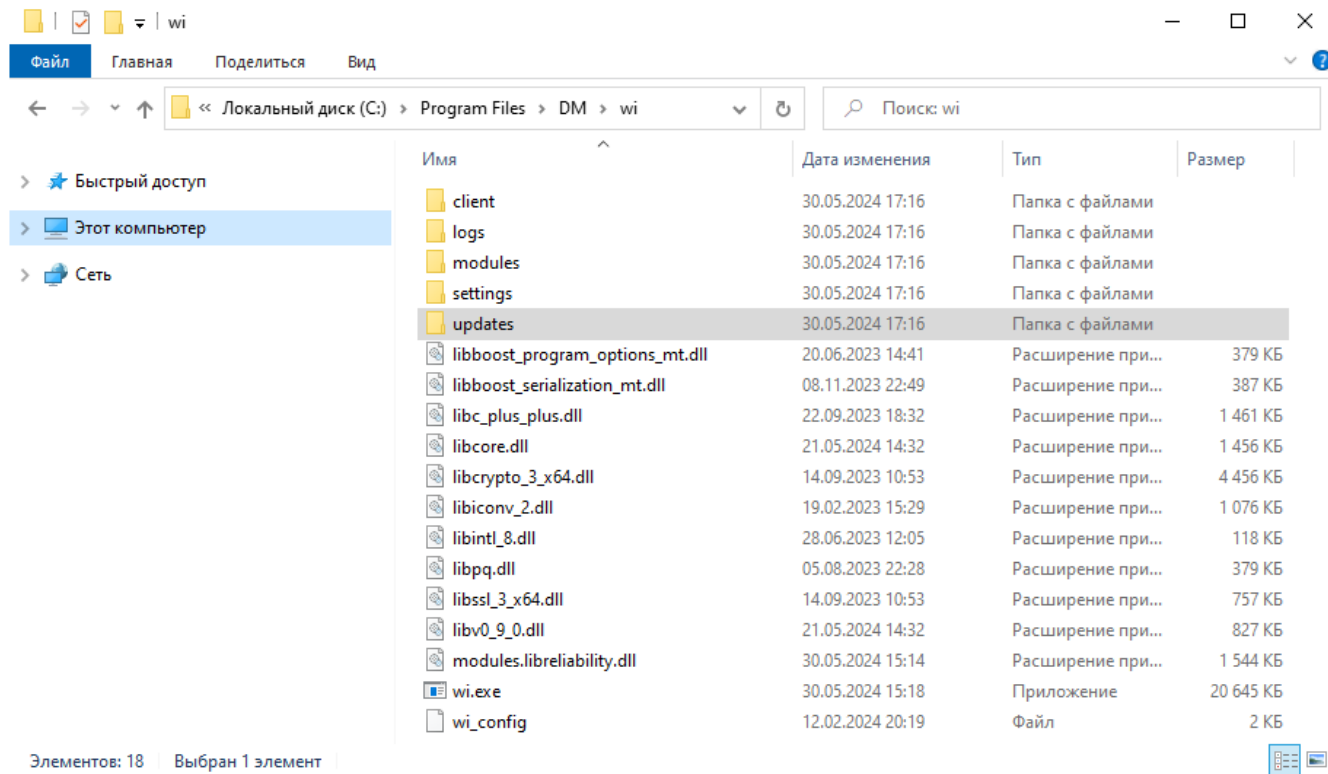 wi
Файл Главная Поделиться Вид
« Локальный диск (C:) > Program Files > DM > wi Поиск: wi
Имя Дата изменения Тип Размер
Быстрый доступ
Этот компьютер
Сеть
client 30.05.2024 17:16 Папка с файлами
logs 30.05.2024 17:16 Папка с файлами
modules 30.05.2024 17:16 Папка с файлами
settings 30.05.2024 17:16 Папка с файлами
updates 30.05.2024 17:16 Папка с файлами
libboost_program_options_mt.dll 20.06.2023 14:41 Расширение при... 379 КБ
libboost_serialization_mt.dll 08.11.2023 22:49 Расширение при... 387 КБ
libc_plus_plus.dll 22.09.2023 18:32 Расширение при... 1 461 КБ
libcore.dll 21.05.2024 14:32 Расширение при... 1 456 КБ
libcrypto_3_x64.dll 14.09.2023 10:53 Расширение при... 4 456 КБ
libiconv_2.dll 19.02.2023 15:29 Расширение при... 1 076 КБ
libintl_8.dll 28.06.2023 12:05 Расширение при... 118 КБ
libpq.dll 05.08.2023 22:28 Расширение при... 379 КБ
libssl_3_x64.dll 14.09.2023 10:53 Расширение при... 757 КБ
libv0_9_0.dll 21.05.2024 14:32 Расширение при... 827 КБ
modules.libreliability.dll 30.05.2024 15:14 Расширение при... 1 544 КБ
wi.exe 30.05.2024 15:18 Приложение 20 645 КБ
wi_config 12.02.2024 20:19 Файл 2 КБ
Элементов: 18 Выбран 1 элемент